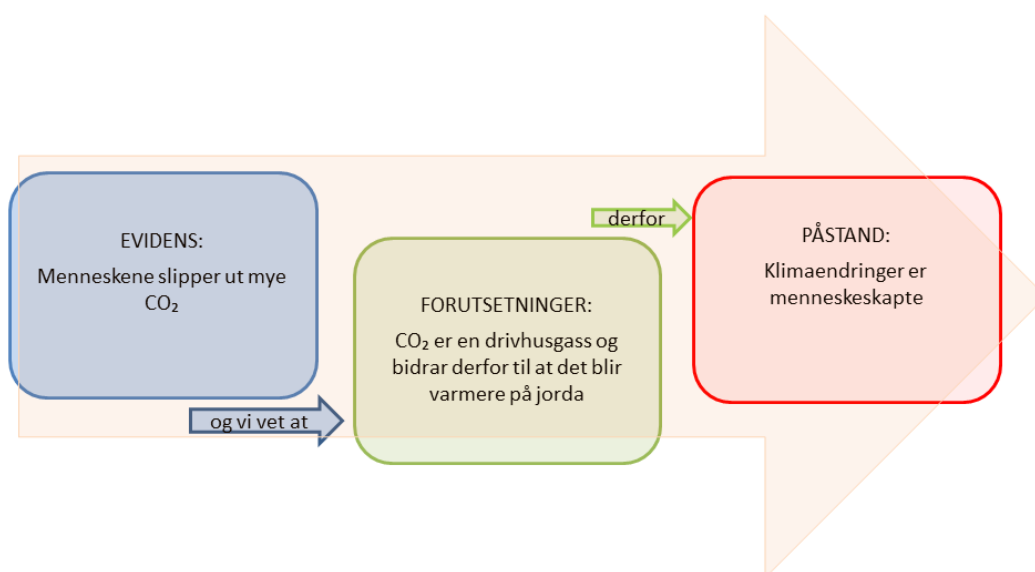 EVIDENS:
Menneskene slipper ut mye
CO₂
og vi vet at
FORUTSETNINGER:
CO₂ er en drivhusgass og
bidrar derfor til at det blir
varmere på jorda
derfor
PÅSTAND:
Klimaendringer er
menneskeskapte